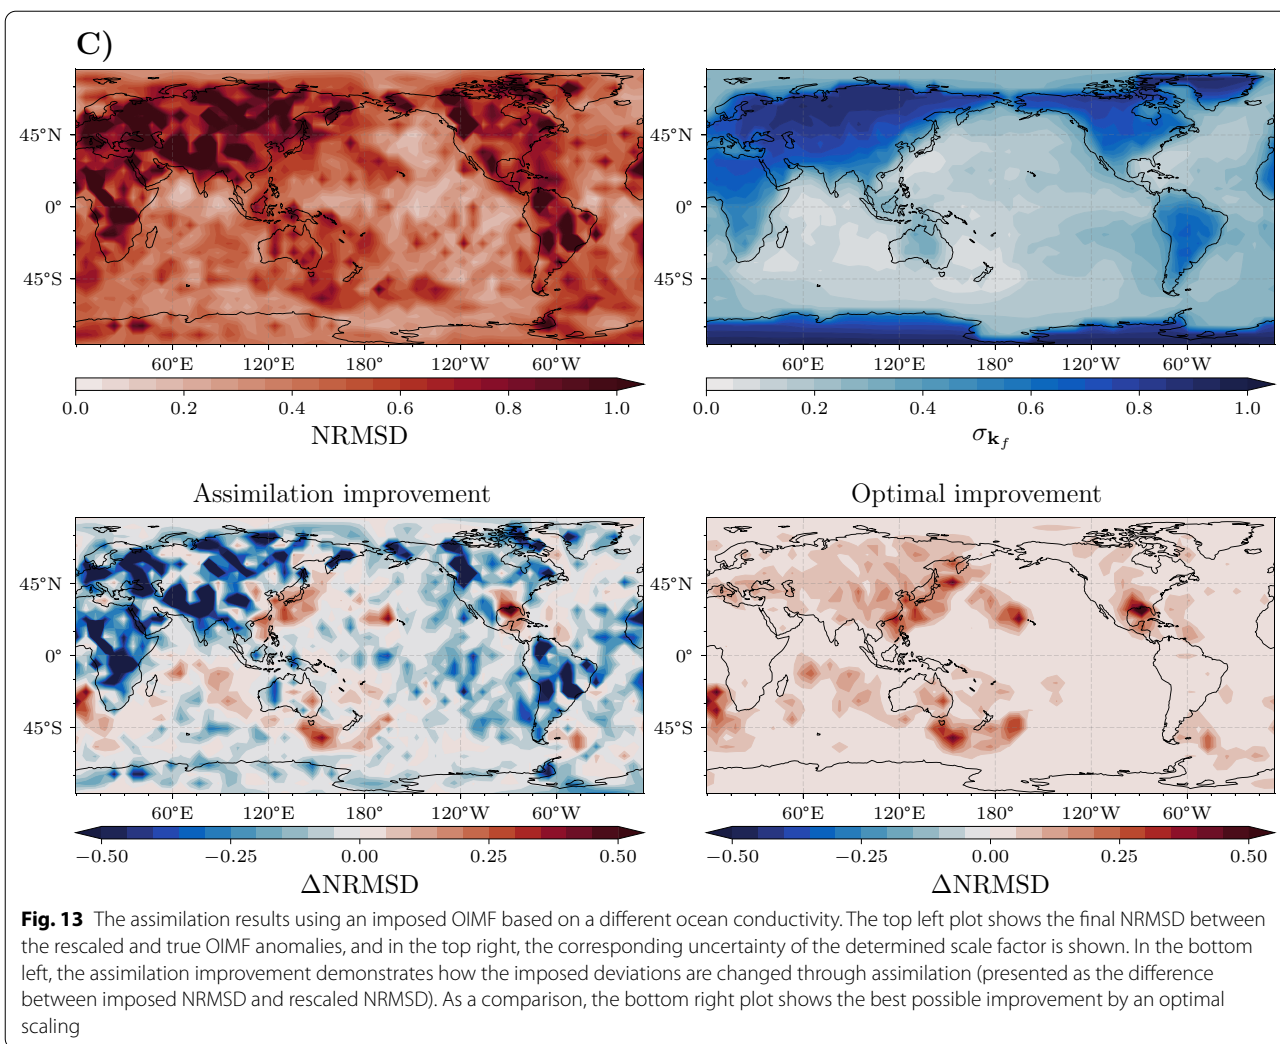 C)
45°N
0°
45°S
60°E 120°E 180° 120°W 60°W
0.0 0.2 0.4 0.6 0.8 1.0
NRMSD
45°N
0°
45°S
60°E 120°E 180° 120°W 60°W
0.0 0.2 0.4 0.6 0.8 1.0
σ𝐤f
Assimilation improvement
45°N
0°
45°S
60°E 120°E 180° 120°W 60°W
−0.50 −0.25 0.00 0.25 0.50
ΔNRMSD
Optimal improvement
45°N
0°
45°S
60°E 120°E 180° 120°W 60°W
−0.50 −0.25 0.00 0.25 0.50
ΔNRMSD
Fig. 13 The assimilation results using an imposed OIMF based on a different ocean conductivity. The top left plot shows the final NRMSD between
the rescaled and true OIMF anomalies, and in the top right, the corresponding uncertainty of the determined scale factor is shown. In the bottom
left, the assimilation improvement demonstrates how the imposed deviations are changed through assimilation (presented as the difference
between imposed NRMSD and rescaled NRMSD). As a comparison, the bottom right plot shows the best possible improvement by an optimal
scaling